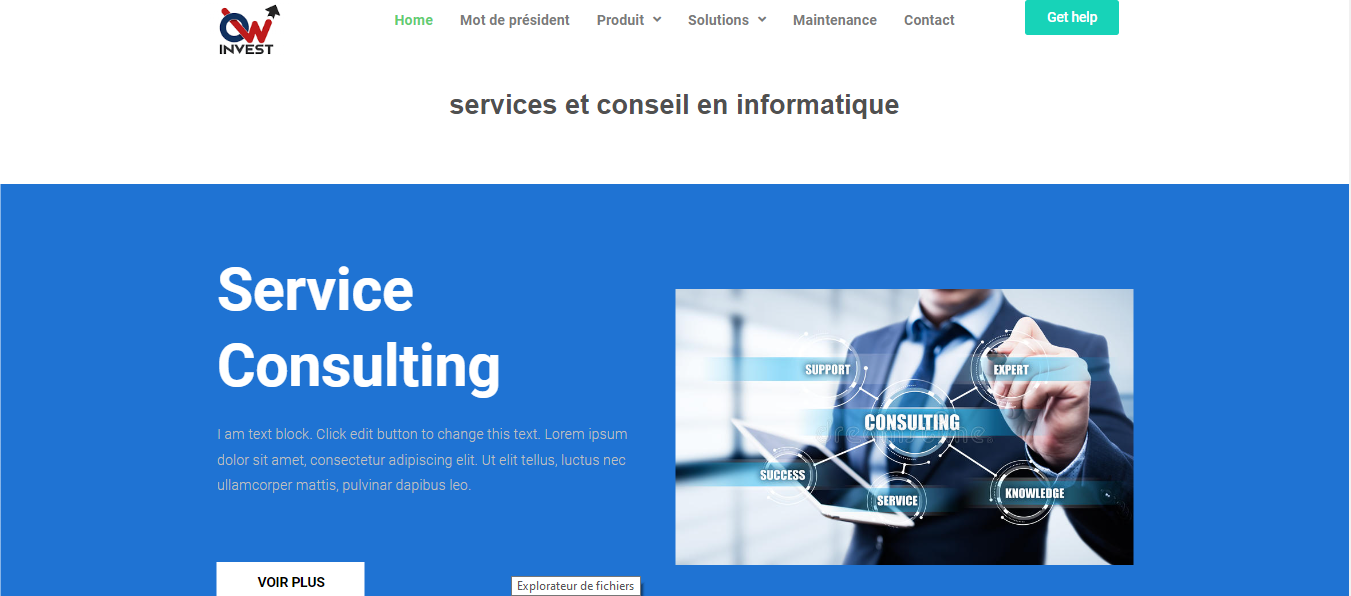 OW
INVEST
Home Mot de président Produit Solutions Maintenance Contact Get help
services et conseil en informatique
Service
Consulting
I am text block. Click edit button to change this text. Lorem ipsum
dolor sit amet, consectetur adipiscing elit. Ut elit tellus, luctus nec
ullamcorper mattis, pulvinar dapibus leo.
VOIR PLUS
SUPPORT EXPERT
CONSULTING
SUCCESS
SERVICE KNOWLEDGE
Explorateur de fichiers